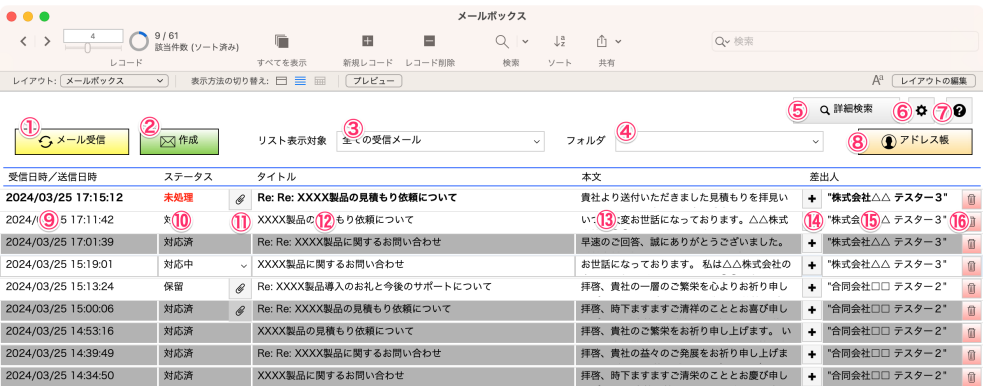 メールボックス
4
9 / 61
該当件数 (ソート済み)
レコード
すべてを表示
新規レコード
レコード削除
検索
ソート
共有
検索
レイアウト: メールボックス
表示方法の切り替え:
プレビュー
Aa
レイアウトの編集
⑤ 詳細検索 ⑥ ⑦ ?
① メール受信
② 作成
リスト表示対象 ③ 全ての受信メール
フォルダ ④
⑧ アドレス帳
受信日時／送信日時 ステータス タイトル 本文 差出人
2024/03/25 17:15:12 未処理 Re: Re: XXXX製品の見積もり依頼について 貴社より送付いただきました見積もりを拝見い + "株式会社△△ テスター３"
2024/03/25 17:11:42 ⑨ ⑩ ⑪ XXXX製品の ⑫ もり依頼について ⑬ 変お世話になっております。△△株式 ⑭ + "株式会社△△ テスター３" ⑮ ⑯
2024/03/25 17:01:39 対応済 Re: Re: XXXX製品に関するお問い合わせ 早速のご回答、誠にありがとうございました。 + "株式会社△△ テスター３"
2024/03/25 15:19:01 対応中 XXXX製品に関するお問い合わせ お世話になっております。 私は△△株式会社の + "株式会社△△ テスター３"
2024/03/25 15:13:24 保留 Re: XXXX製品導入のお礼と今後のサポートについて 拝啓、貴社の一層のご繁栄を心よりお祈り申し + "合同会社□□ テスター２"
2024/03/25 15:00:06 対応済 Re: XXXX製品の見積もり依頼について 拝啓、時下ますますご清祥のこととお喜び申し + "合同会社□□ テスター２"
2024/03/25 14:53:16 対応済 XXXX製品の見積もり依頼について 拝啓、貴社のご繁栄をお祈り申し上げます。 い + "合同会社□□ テスター２"
2024/03/25 14:39:49 対応済 Re: Re: XXXX製品に関するお問い合わせ 拝啓、貴社の益々のご発展をお祈り申し上げま + "合同会社□□ テスター２"
2024/03/25 14:34:50 対応済 XXXX製品に関するお問い合わせ 拝啓、時下ますますご清栄のこととお慶び申し + "合同会社□□ テスター２"